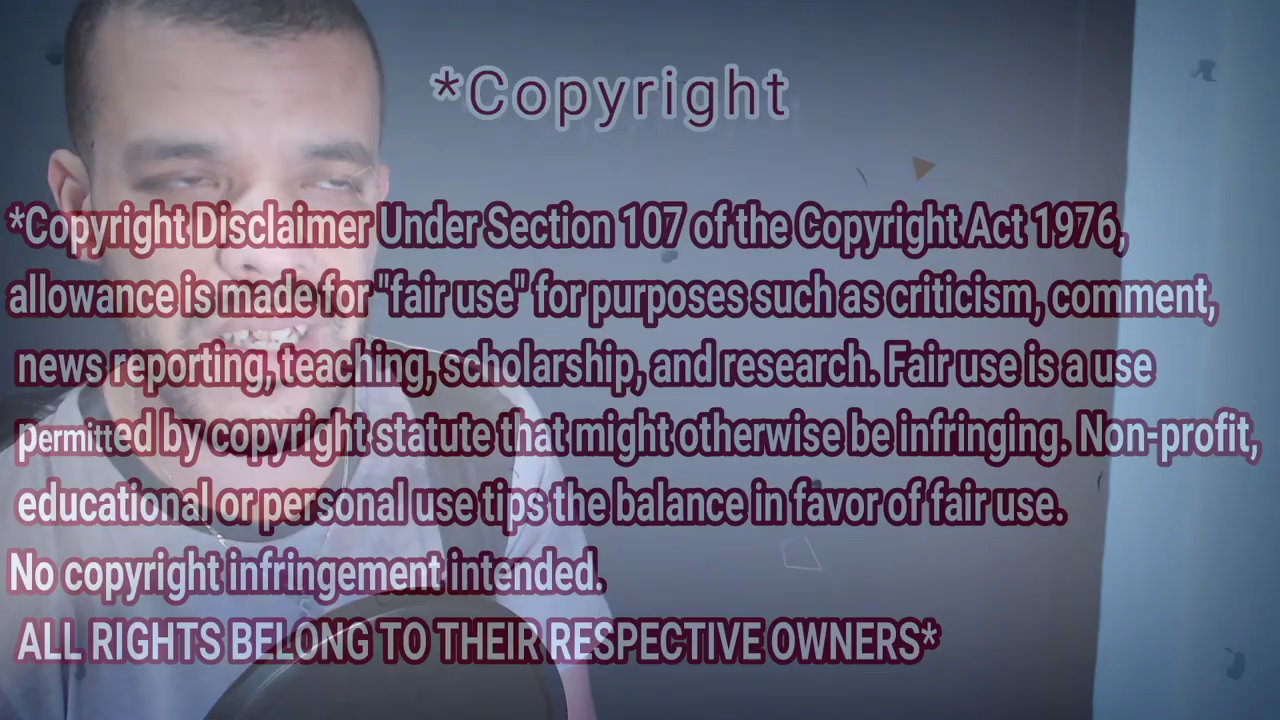 *Copyright
*Copyright Disclaimer Under Section 107 of the Copyright Act 1976,
allowance is made for "fair use" for purposes such as criticism, comment,
news reporting, teaching, scholarship, and research. Fair use is a use
permitted by copyright statute that might otherwise be infringing. Non-profit,
educational or personal use tips the balance in favor of fair use.
No copyright infringement intended.
ALL RIGHTS BELONG TO THEIR RESPECTIVE OWNERS*